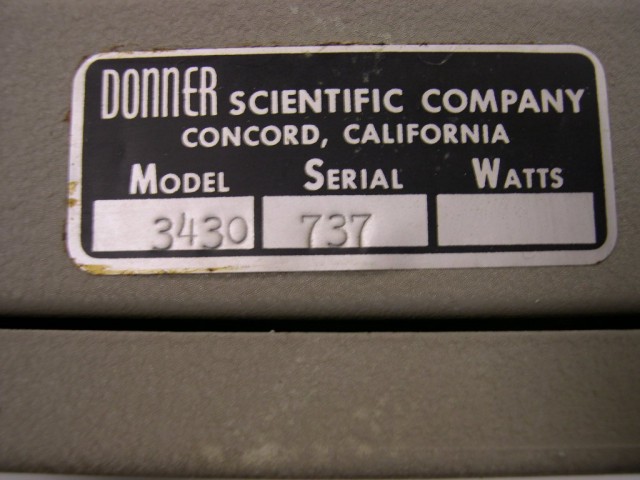 DONNER SCIENTIFIC COMPANY
CONCORD, CALIFORNIA
MODEL SERIAL WATTS
3430 737